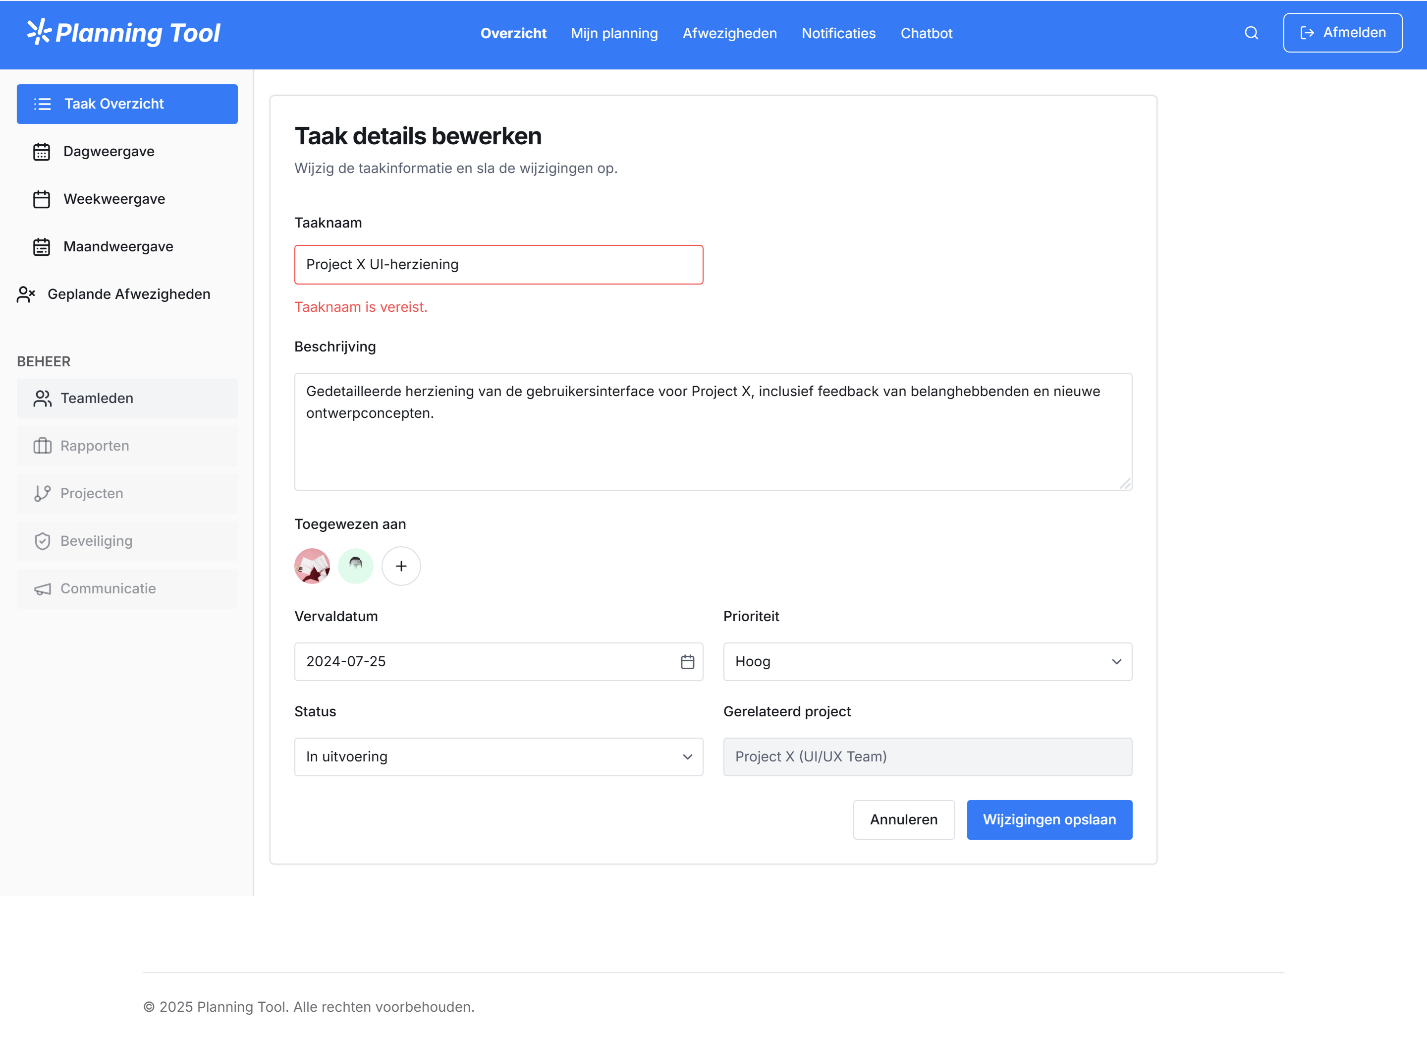 Planning Tool
Overzicht Mijn planning Afwezigheden Notificaties Chatbot
Afmelden
Taak Overzicht
Dagweergave
Weekweergave
Maandweergave
Geplande Afwezigheden
BEHEER
Teamleden
Rapporten
Projecten
Beveiliging
Communicatie
Taak details bewerken
Wijzig de taakinformatie en sla de wijzigingen op.
Taaknaam
Project X UI-herziening
Taaknaam is vereist.
Beschrijving
Gedetailleerde herziening van de gebruikersinterface voor Project X, inclusief feedback van belanghebbenden en nieuwe
ontwerpconcepten.
Toegewezen aan
Vervaldatum
2024-07-25
Prioriteit
Hoog
Status
In uitvoering
Gerelateerd project
Project X (UI/UX Team)
Annuleren
Wijzigingen opslaan
© 2025 Planning Tool. Alle rechten voorbehouden.